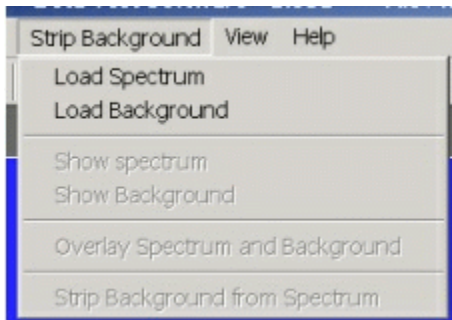 Strip Background View Help
Load Spectrum
Load Background
Show spectrum
Show Background
Overlay Spectrum and Background
Strip Background from Spectrum